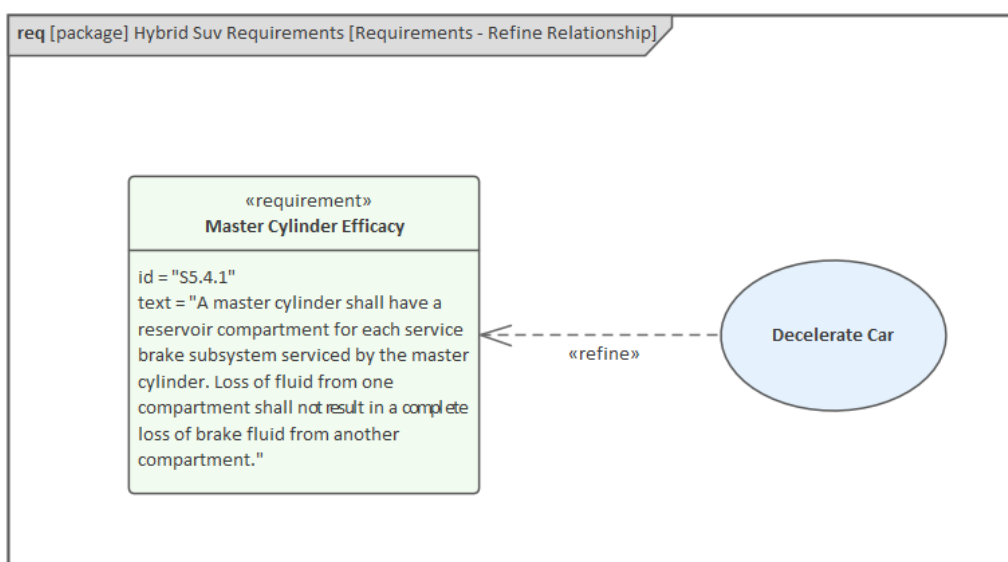 req [package] Hybrid Suv Requirements [Requirements - Refine Relationship]
«requirement»
Master Cylinder Efficacy
id = "S5.4.1"
text = "A master cylinder shall have a
reservoir compartment for each service
brake subsystem serviced by the master
cylinder. Loss of fluid from one
compartment shall not result in a complete
loss of brake fluid from another
compartment."
«refine»
Decelerate Car